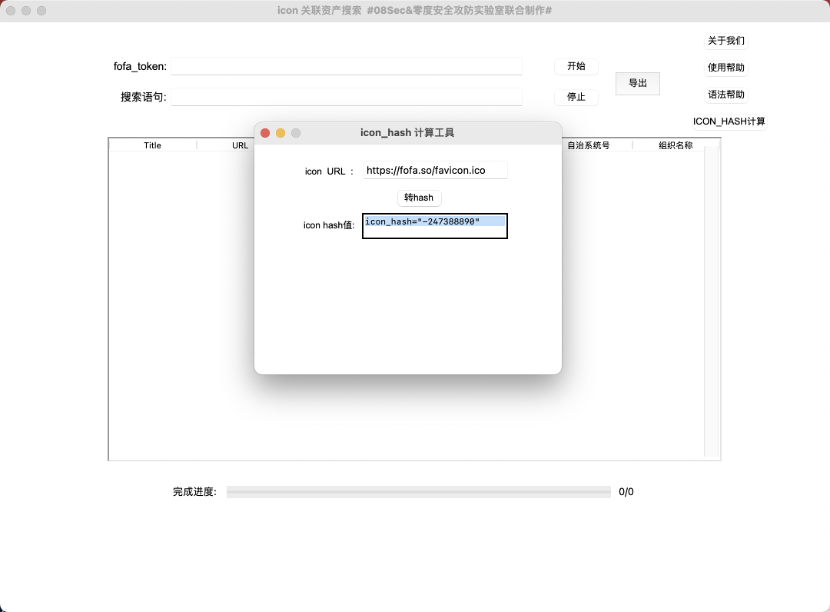 icon 关联资产搜索 #08Sec&零度安全攻防实验室联合制作#
关于我们
fofa_token:
开始
使用帮助
导出
搜索语句:
停止
语法帮助
ICON_HASH计算
icon_hash 计算工具
Title
URL
自治系统号
组织名称
icon URL :
https://fofa.so/favicon.ico
转hash
icon hash值:
icon_hash="-247388890"
完成进度:
0/0